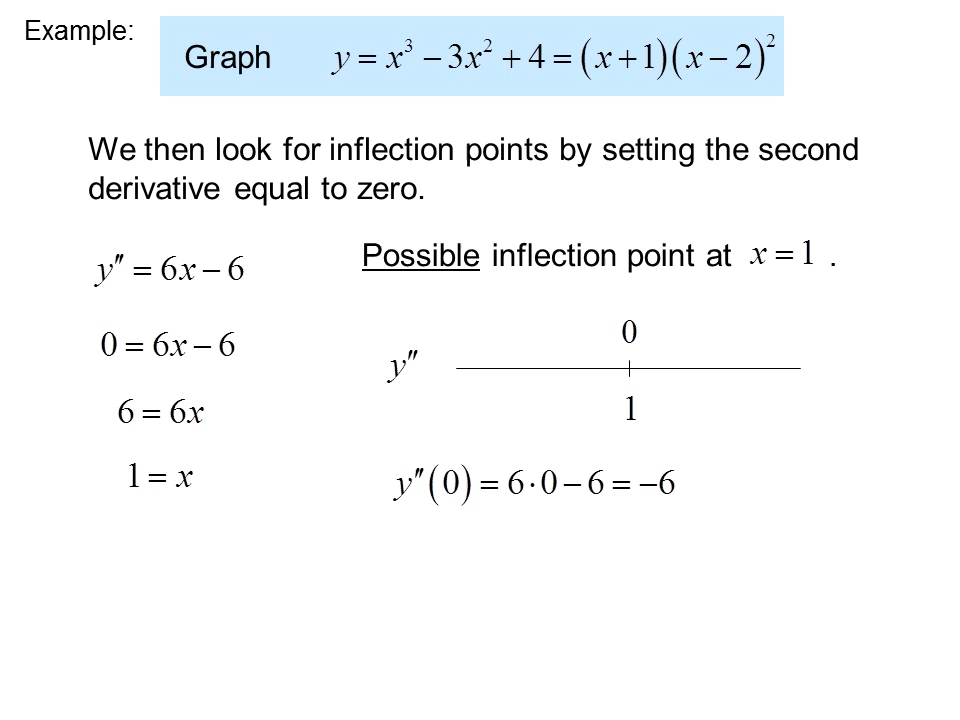 Example:
Graph y = x³ − 3x² + 4 = (x + 1)(x − 2)²
We then look for inflection points by setting the second
derivative equal to zero.
y″ = 6x − 6
Possible inflection point at x = 1 .
0 = 6x − 6
0
y″
6 = 6x
1
1 = x
y″(0) = 6·0 − 6 = −6